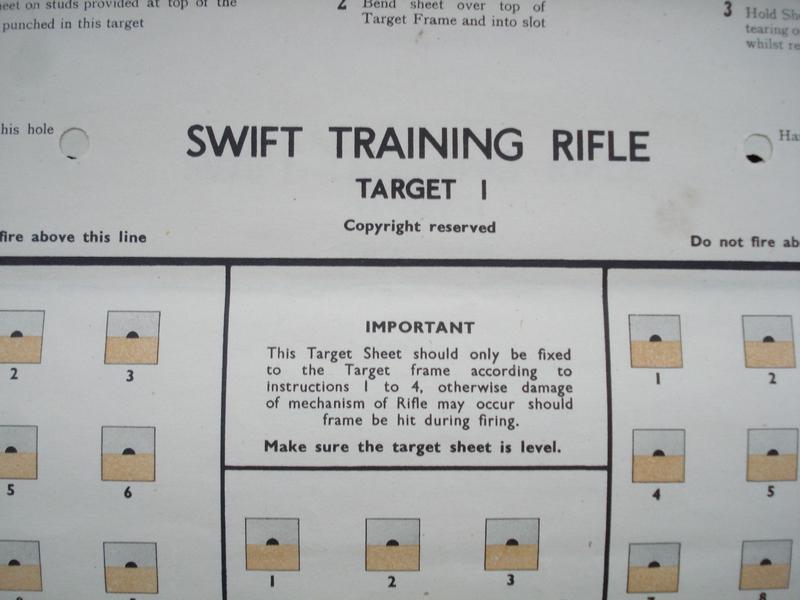 eet on studs provided at top of the
punched in this target
2 Bend sheet over top of
Target Frame and into slot
3 Hold She
tearing o
whilst re
his hole
Ha
SWIFT TRAINING RIFLE
TARGET 1
Copyright reserved
fire above this line
Do not fire ab
IMPORTANT
This Target Sheet should only be fixed
to the Target frame according to
instructions 1 to 4, otherwise damage
of mechanism of Rifle may occur should
frame be hit during firing.
Make sure the target sheet is level.
2 3
1 2
5 6
4 5
1 2 3